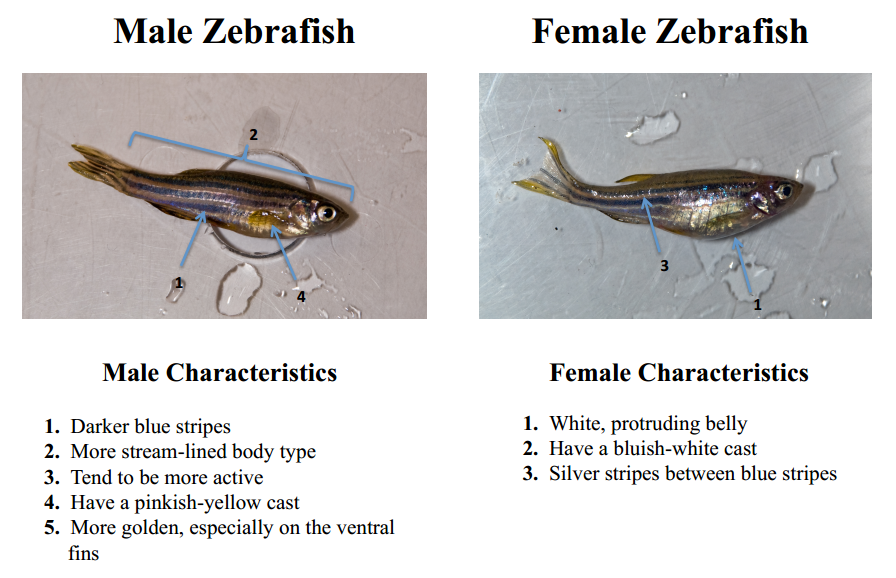 Male Zebrafish
Female Zebrafish
2
1
4
3
1
Male Characteristics
1. Darker blue stripes
2. More stream-lined body type
3. Tend to be more active
4. Have a pinkish-yellow cast
5. More golden, especially on the ventral
fins
Female Characteristics
1. White, protruding belly
2. Have a bluish-white cast
3. Silver stripes between blue stripes